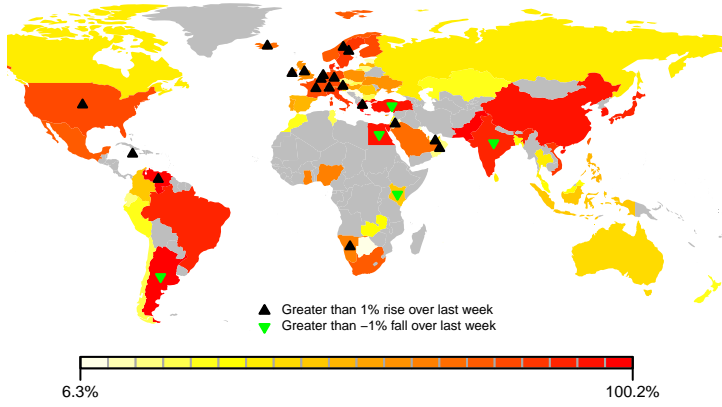 Greater than 1% rise over last week
Greater than −1% fall over last week
6.3%
100.2%